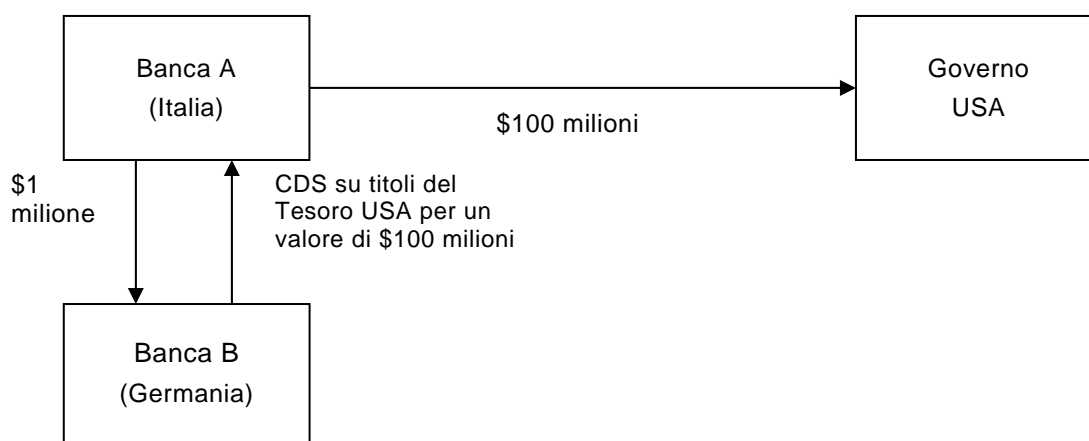 Banca A
(Italia)
Governo
USA
$100 milioni
$1
milione
CDS su titoli del
Tesoro USA per un
valore di $100 milioni
Banca B
(Germania)